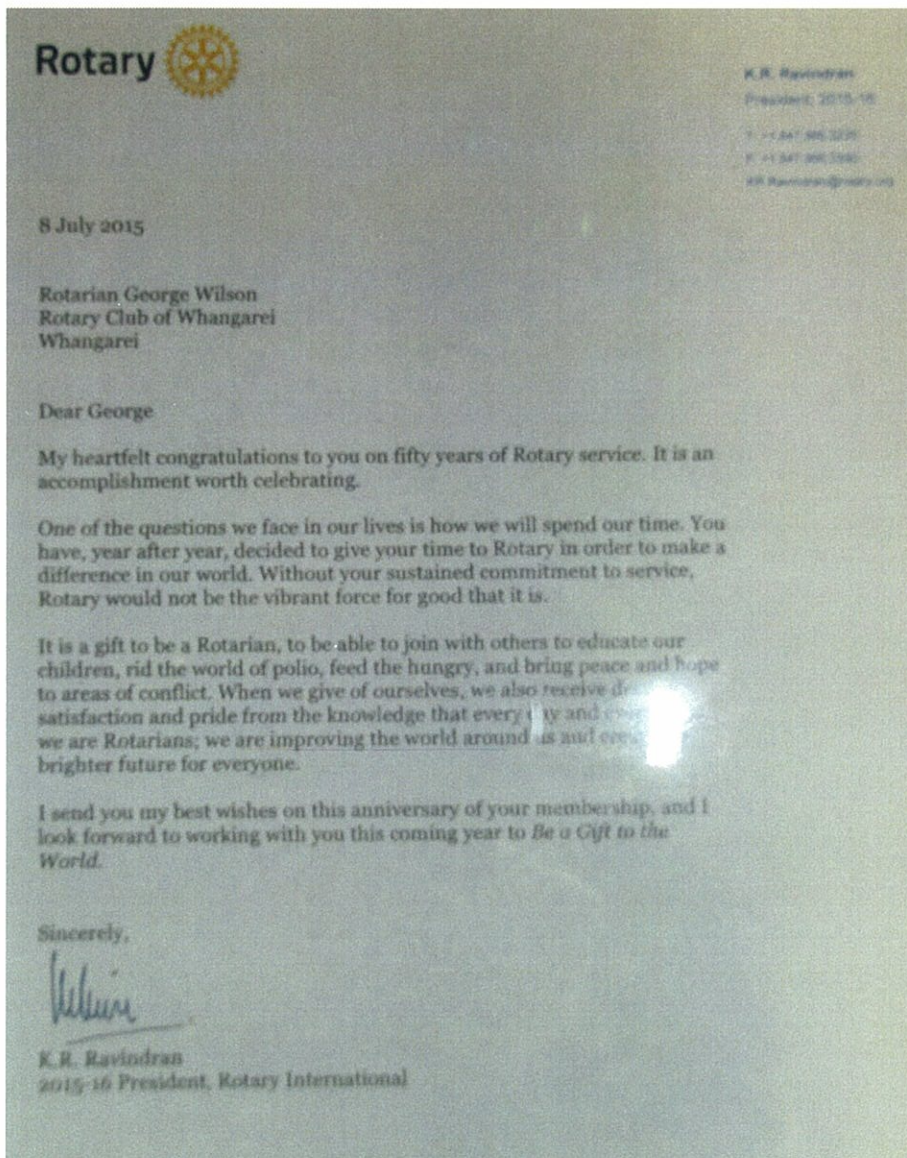 Rotary
K.R. Ravindran
President 2015-16
8 July 2015
Rotarian George Wilson
Rotary Club of Whangarei
Whangarei
Dear George
My heartfelt congratulations to you on fifty years of Rotary service. It is an
accomplishment worth celebrating.
One of the questions we face in our lives is how we will spend our time. You
have, year after year, decided to give your time to Rotary in order to make a
difference in our world. Without your sustained commitment to service,
Rotary would not be the vibrant force for good that it is.
It is a gift to be a Rotarian, to be able to join with others to educate our
children, rid the world of polio, feed the hungry, and bring peace and hope
to areas of conflict. When we give of ourselves, we also receive
satisfaction and pride from the knowledge that every day and
we are Rotarians; we are improving the world around us and
brighter future for everyone.
I send you my best wishes on this anniversary of your membership, and I
look forward to working with you this coming year to Be a Gift to the
World.
Sincerely,
K.R. Ravindran
2015-16 President, Rotary International